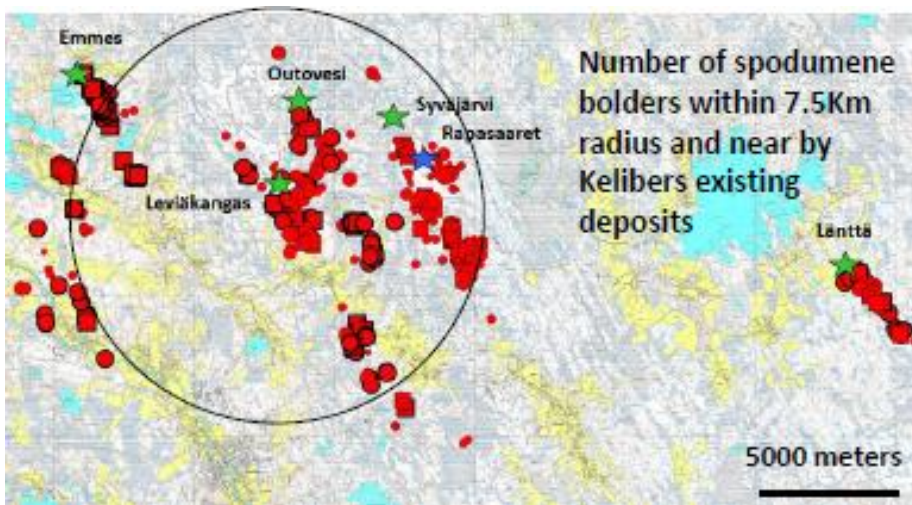 Emmes
Outovesi
Syväjärvi
Rapasaaret
Leviäkangas
Number of spodumene
bolders within 7.5Km
radius and near by
Kelibers existing
deposits
Länttä
5000 meters